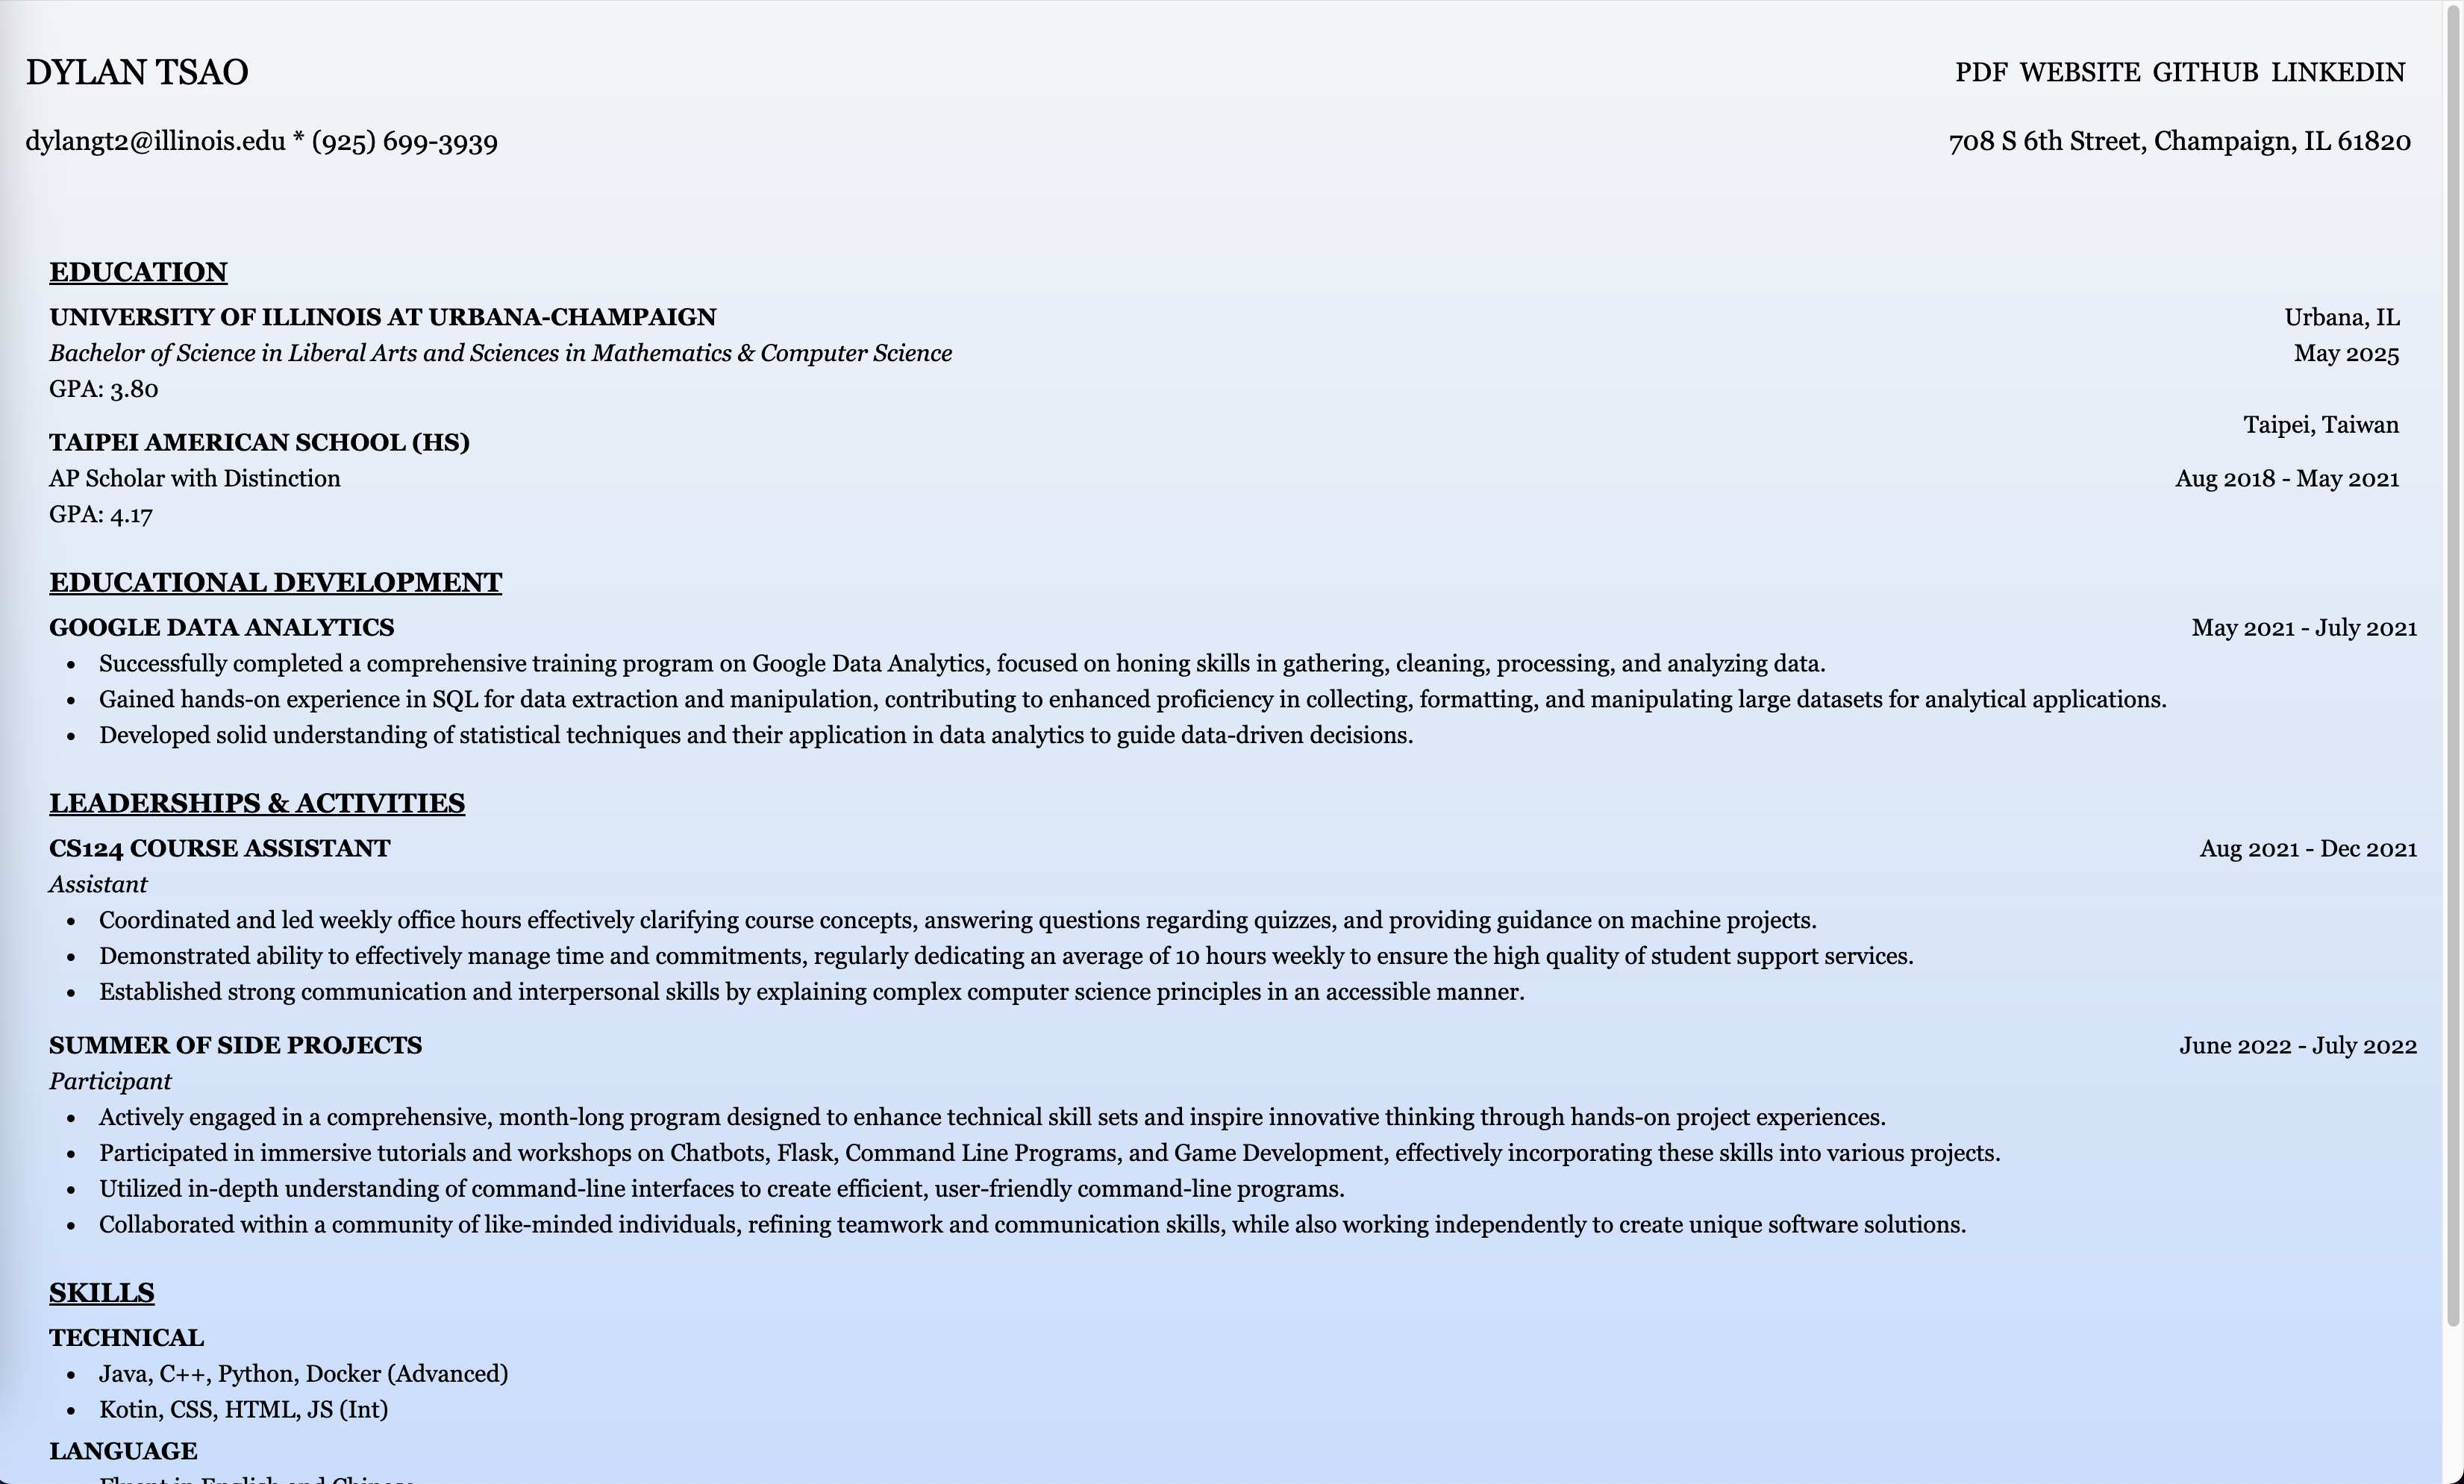 DYLAN TSAO
PDF WEBSITE GITHUB LINKEDIN
dylangt2@illinois.edu * (925) 699-3939
708 S 6th Street, Champaign, IL 61820
EDUCATION
UNIVERSITY OF ILLINOIS AT URBANA-CHAMPAIGN
Urbana, IL
Bachelor of Science in Liberal Arts and Sciences in Mathematics & Computer Science
May 2025
GPA: 3.80
Taipei, Taiwan
TAIPEI AMERICAN SCHOOL (HS)
AP Scholar with Distinction
Aug 2018 - May 2021
GPA: 4.17
EDUCATIONAL DEVELOPMENT
GOOGLE DATA ANALYTICS
May 2021 - July 2021
• Successfully completed a comprehensive training program on Google Data Analytics, focused on honing skills in gathering, cleaning, processing, and analyzing data.
• Gained hands-on experience in SQL for data extraction and manipulation, contributing to enhanced proficiency in collecting, formatting, and manipulating large datasets for analytical applications.
• Developed solid understanding of statistical techniques and their application in data analytics to guide data-driven decisions.
LEADERSHIPS & ACTIVITIES
CS124 COURSE ASSISTANT
Aug 2021 - Dec 2021
Assistant
• Coordinated and led weekly office hours effectively clarifying course concepts, answering questions regarding quizzes, and providing guidance on machine projects.
• Demonstrated ability to effectively manage time and commitments, regularly dedicating an average of 10 hours weekly to ensure the high quality of student support services.
• Established strong communication and interpersonal skills by explaining complex computer science principles in an accessible manner.
SUMMER OF SIDE PROJECTS
June 2022 - July 2022
Participant
• Actively engaged in a comprehensive, month-long program designed to enhance technical skill sets and inspire innovative thinking through hands-on project experiences.
• Participated in immersive tutorials and workshops on Chatbots, Flask, Command Line Programs, and Game Development, effectively incorporating these skills into various projects.
• Utilized in-depth understanding of command-line interfaces to create efficient, user-friendly command-line programs.
• Collaborated within a community of like-minded individuals, refining teamwork and communication skills, while also working independently to create unique software solutions.
SKILLS
TECHNICAL
• Java, C++, Python, Docker (Advanced)
• Kotin, CSS, HTML, JS (Int)
LANGUAGE
Fluent in English and Chinese